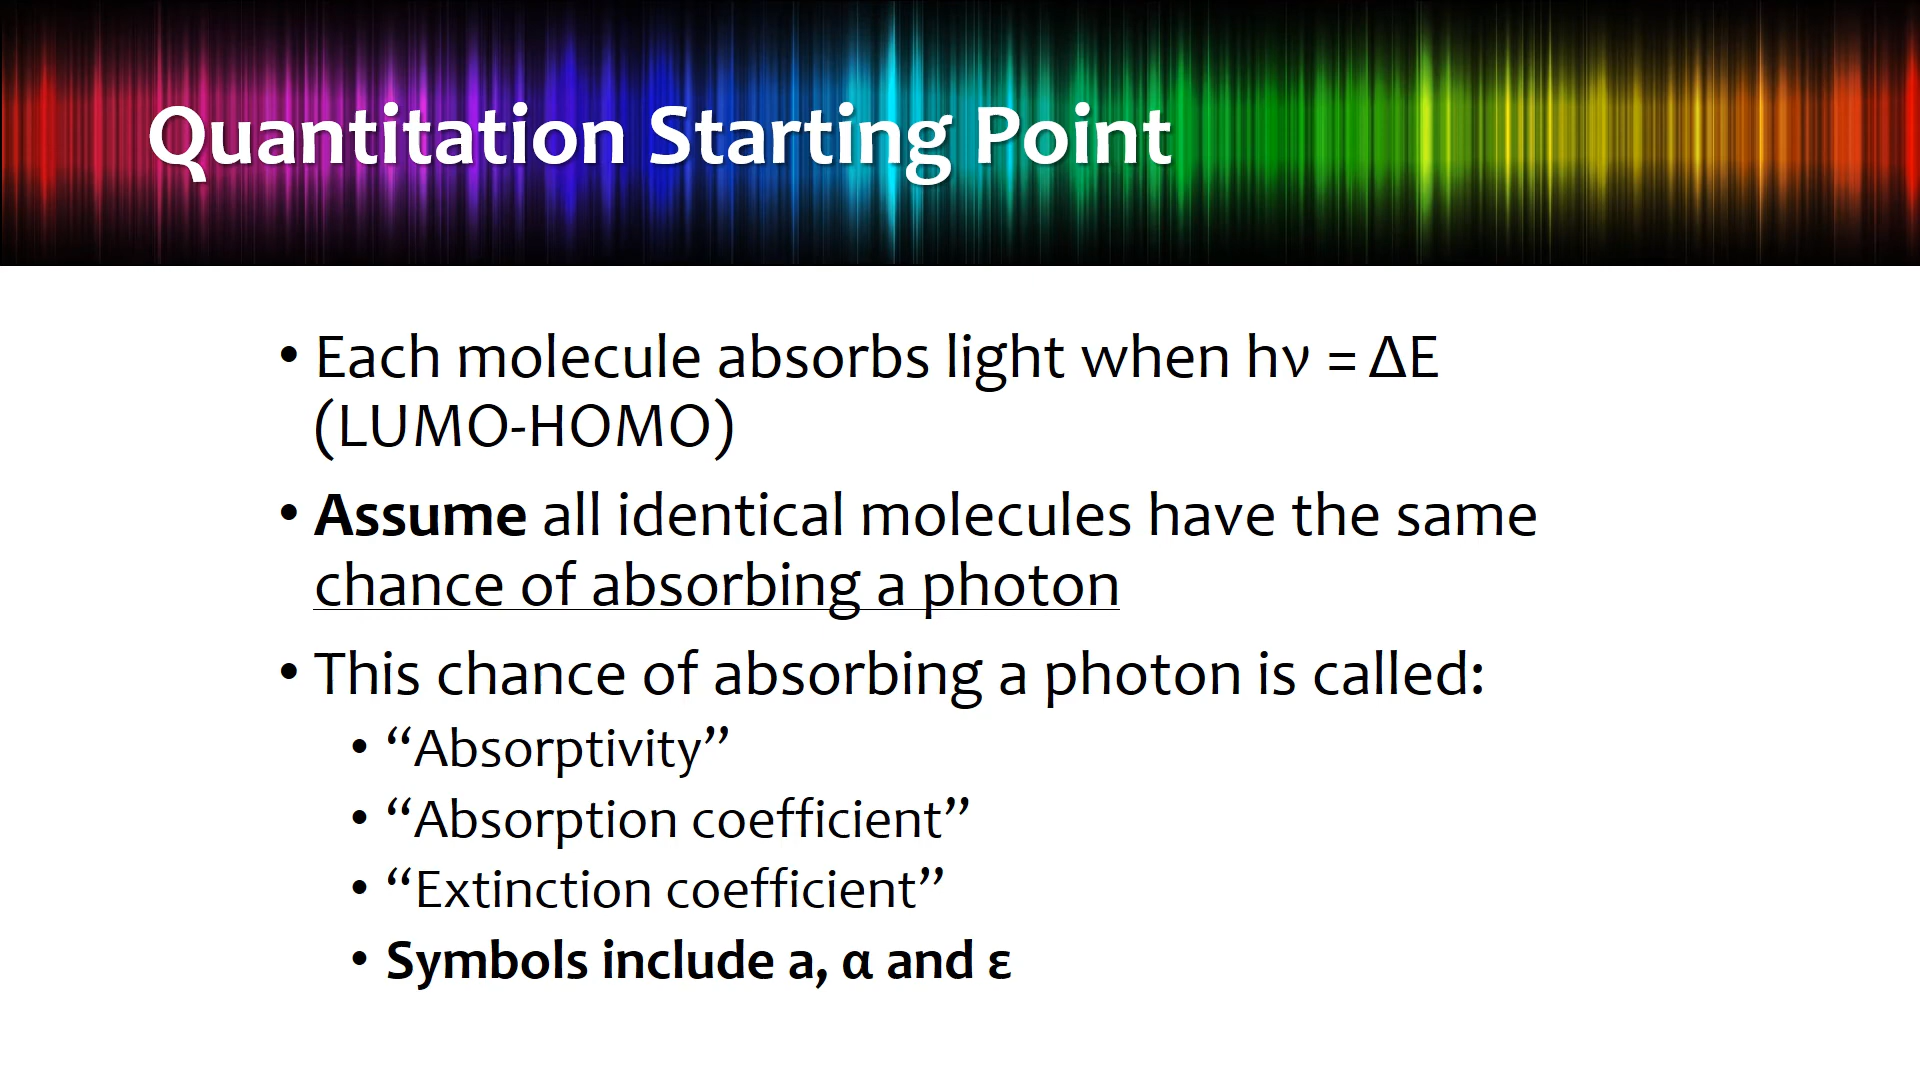 Quantitation Starting Point
• Each molecule absorbs light when hν = ΔE
(LUMO-HOMO)
• Assume all identical molecules have the same
chance of absorbing a photon
• This chance of absorbing a photon is called:
• “Absorptivity”
• “Absorption coefficient”
• “Extinction coefficient”
• Symbols include a, α and ε